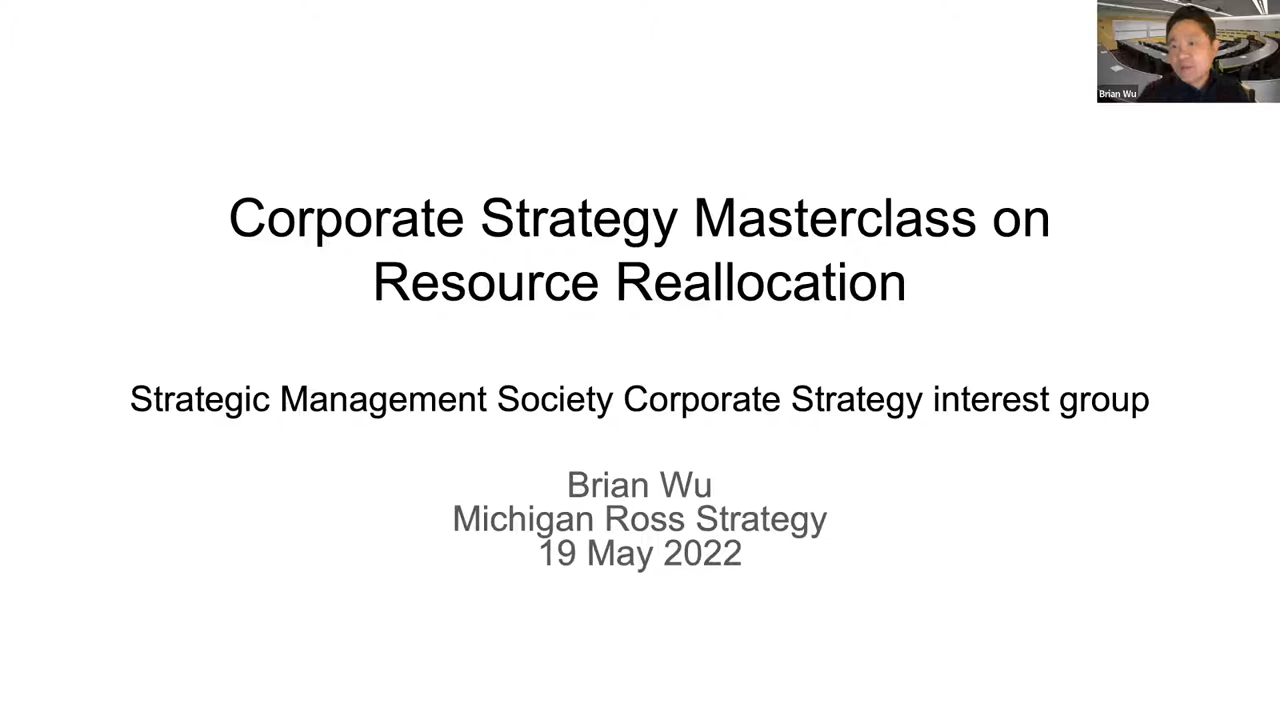 Brian Wu
Corporate Strategy Masterclass on
Resource Reallocation
Strategic Management Society Corporate Strategy interest group
Brian Wu
Michigan Ross Strategy
19 May 2022